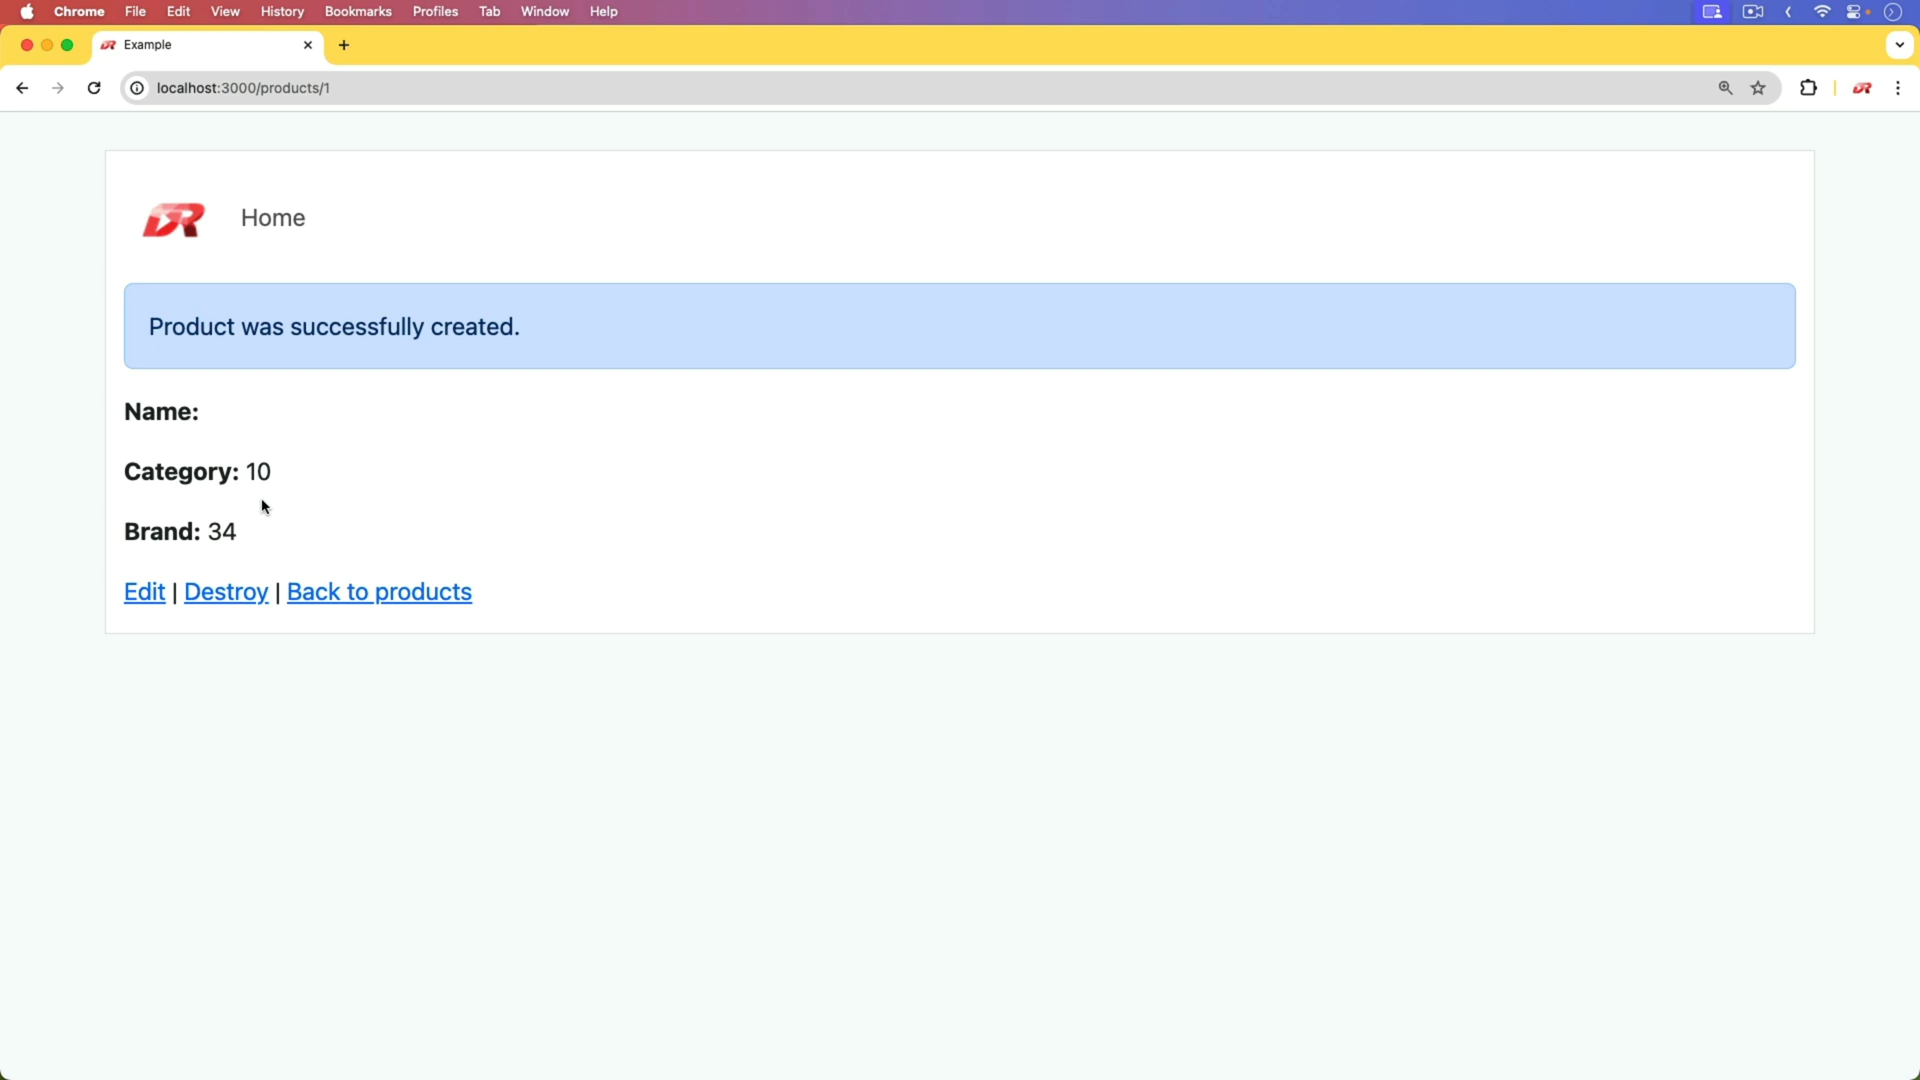 Chrome File Edit View History Bookmarks Profiles Tab Window Help
Example
localhost:3000/products/1
DR Home
Product was successfully created.
Name:
Category: 10
Brand: 34
Edit | Destroy | Back to products